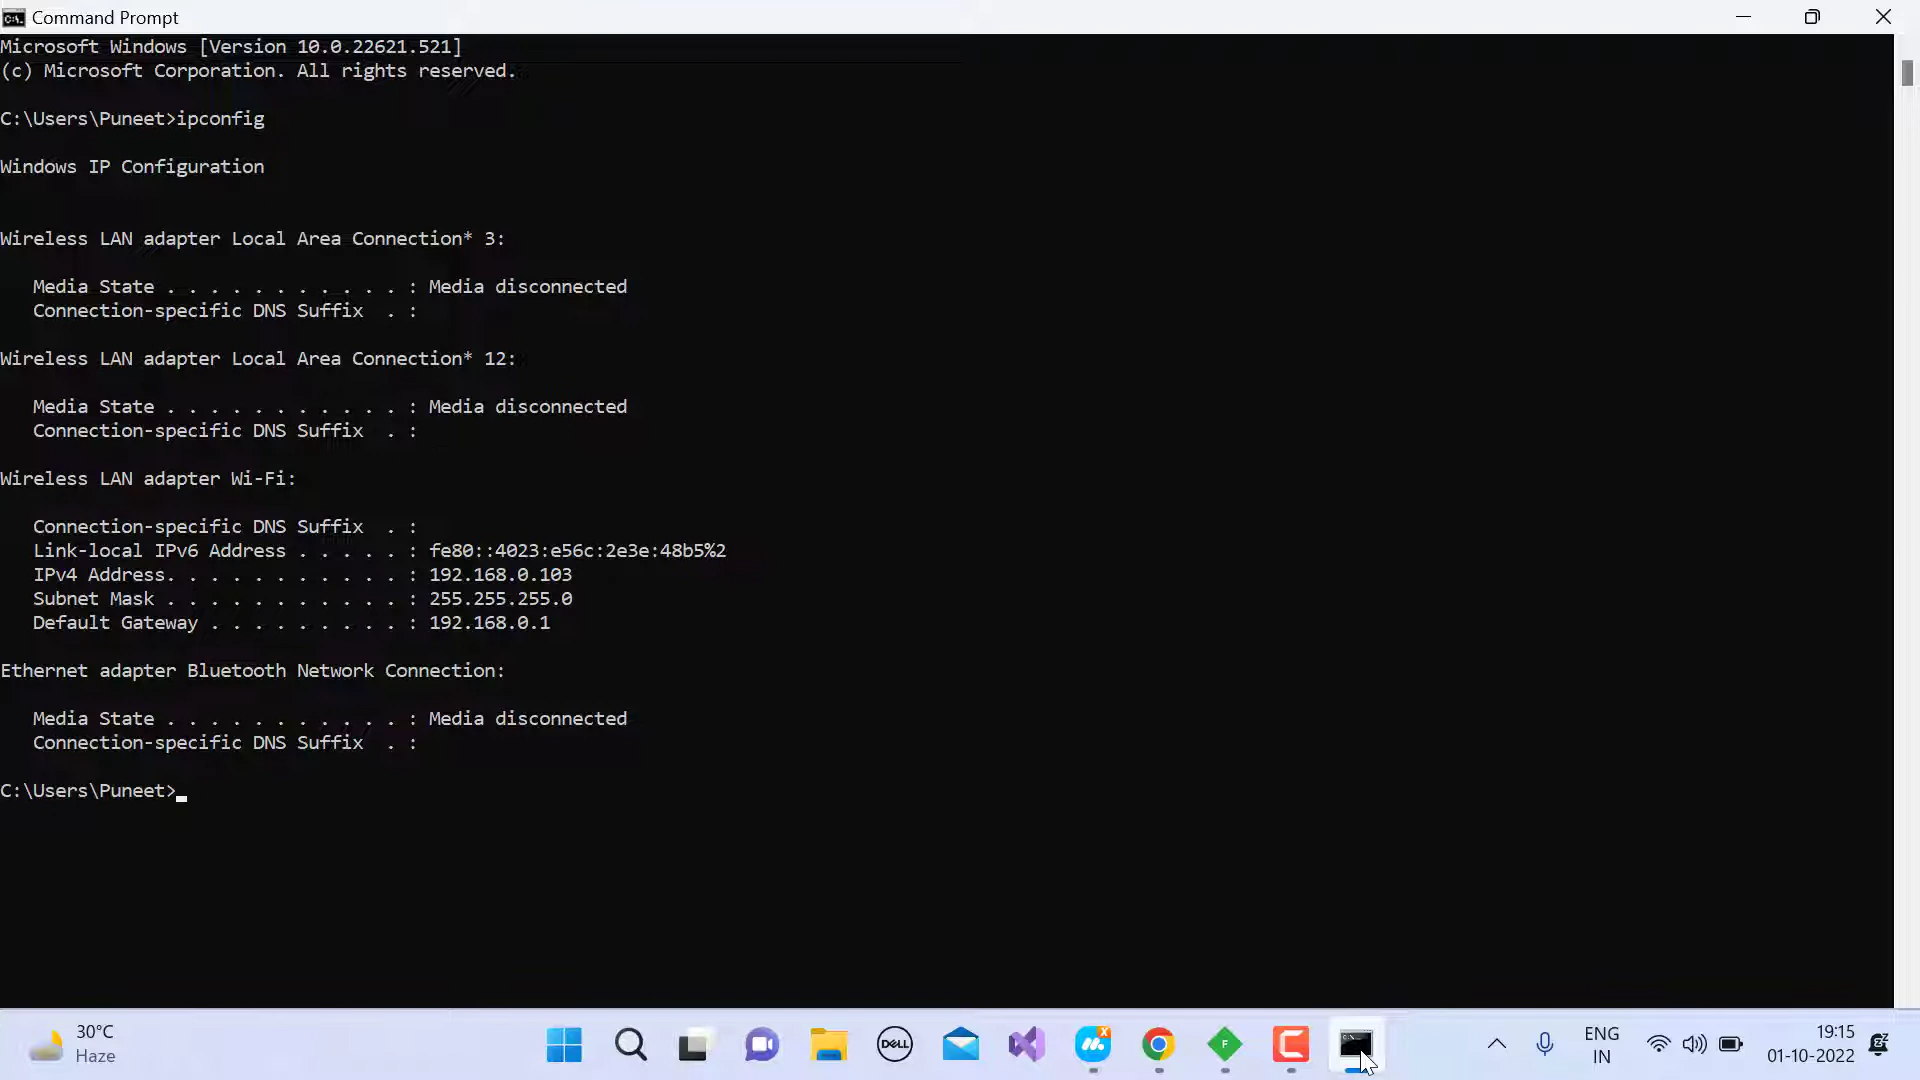 Command Prompt
Microsoft Windows [Version 10.0.22621.521]
(c) Microsoft Corporation. All rights reserved.
C:\Users\Puneet>ipconfig
Windows IP Configuration
Wireless LAN adapter Local Area Connection* 3:
Media State . . . . . . . . . . . : Media disconnected
Connection-specific DNS Suffix  . :
Wireless LAN adapter Local Area Connection* 12:
Media State . . . . . . . . . . . : Media disconnected
Connection-specific DNS Suffix  . :
Wireless LAN adapter Wi-Fi:
Connection-specific DNS Suffix  . :
Link-local IPv6 Address . . . . . : fe80::4023:e56c:2e3e:48b5%2
IPv4 Address. . . . . . . . . . . : 192.168.0.103
Subnet Mask . . . . . . . . . . . : 255.255.255.0
Default Gateway . . . . . . . . . : 192.168.0.1
Ethernet adapter Bluetooth Network Connection:
Media State . . . . . . . . . . . : Media disconnected
Connection-specific DNS Suffix  . :
C:\Users\Puneet>
30°C
Haze
DELL
F
ENG
IN
19:15
01-10-2022